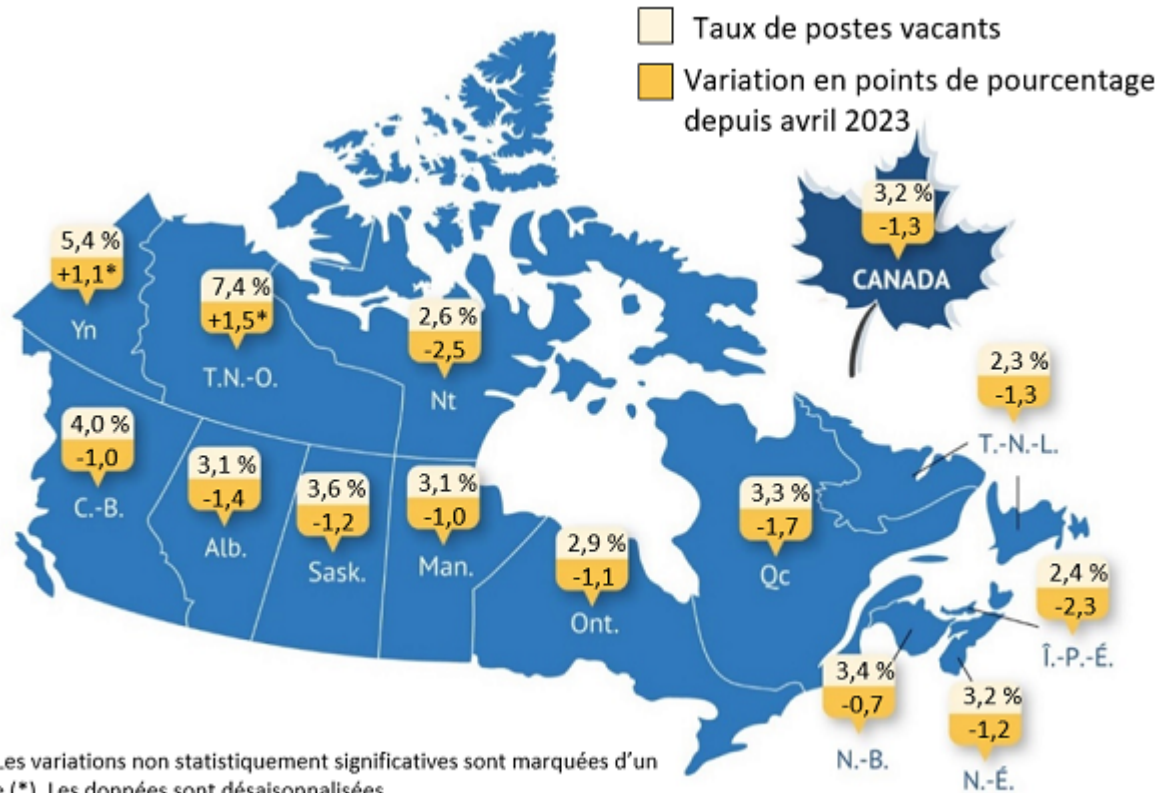 Taux de postes vacants
Variation en points de pourcentage
depuis avril 2023
3,2 %
-1,3
CANADA
5,4 %
+1,1*
Yn
7,4 %
+1,5*
T.N.-O.
2,6 %
-2,5
Nt
2,3 %
-1,3
T.-N.-L.
4,0 %
-1,0
C.-B.
3,1 %
-1,4
Alb.
3,6 %
-1,2
Sask.
3,1 %
-1,0
Man.
2,9 %
-1,1
Ont.
3,3 %
-1,7
Qc
2,4 %
-2,3
Î.-P.-É.
3,4 %
-0,7
N.-B.
3,2 %
-1,2
N.-É.
Les variations non statistiquement significatives sont marquées d’un
(*). Les données sont désaisonnalisées